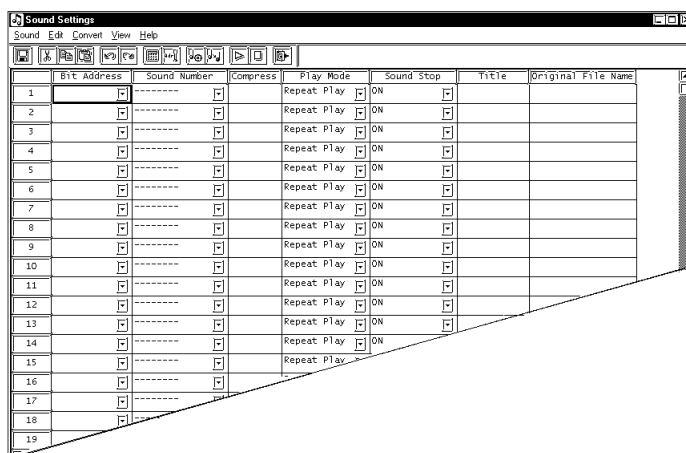 Sound Settings
Sound Edit Convert View Help
Bit Address Sound Number Compress Play Mode Sound Stop Title Original File Name
1 -------- Repeat Play ON
2 -------- Repeat Play ON
3 -------- Repeat Play ON
4 -------- Repeat Play ON
5 -------- Repeat Play ON
6 -------- Repeat Play ON
7 -------- Repeat Play ON
8 -------- Repeat Play ON
9 -------- Repeat Play ON
10 -------- Repeat Play ON
11 -------- Repeat Play ON
12 -------- Repeat Play ON
13 -------- Repeat Play ON
14 -------- Repeat Play ON
15 -------- Repeat Play
16 --------
17 --------
18
19